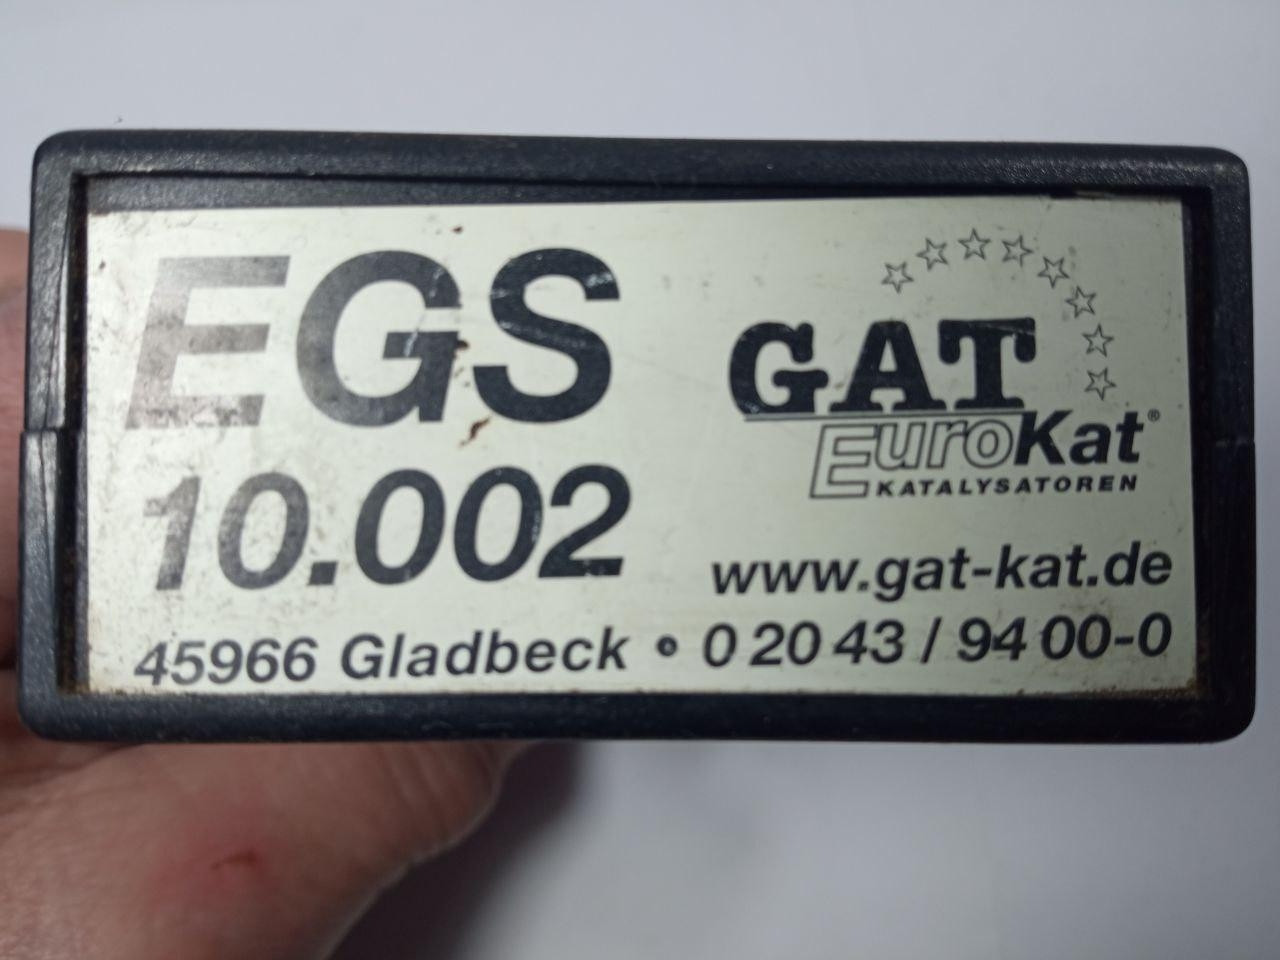 EGS
10.002
GAT
EuroKat®
KATALYSATOREN
www.gat-kat.de
45966 Gladbeck • 0 20 43 / 94 00-0